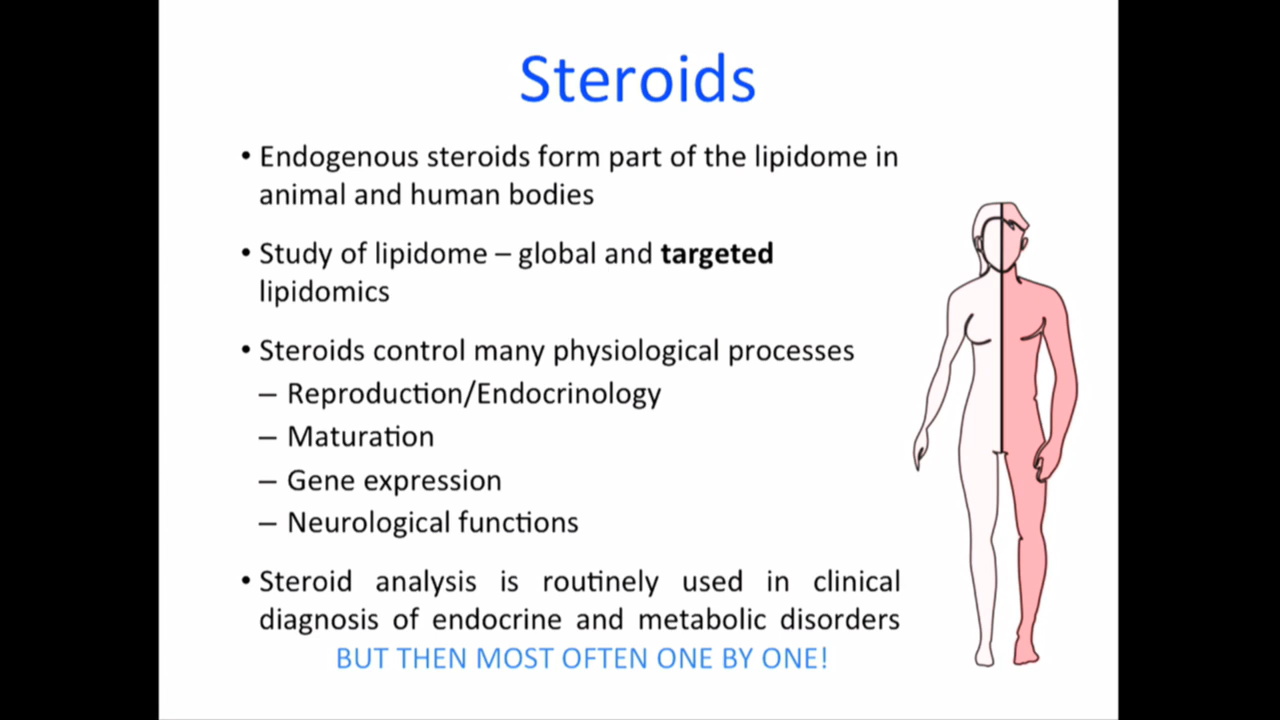 Steroids
• Endogenous steroids form part of the lipidome in
animal and human bodies
• Study of lipidome – global and targeted
lipidomics
• Steroids control many physiological processes
– Reproduction/Endocrinology
– Maturation
– Gene expression
– Neurological functions
• Steroid analysis is routinely used in clinical
diagnosis of endocrine and metabolic disorders
BUT THEN MOST OFTEN ONE BY ONE!